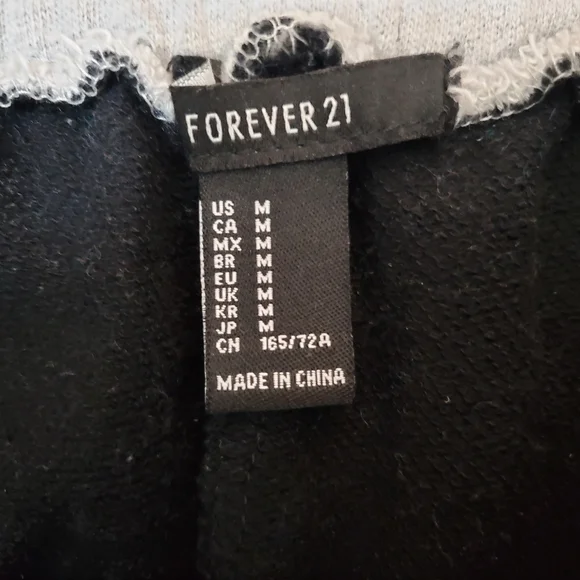 FOREVER 21
US M
CA M
MX M
BR M
EU M
UK M
KR M
JP M
CN 165/72A
MADE IN CHINA